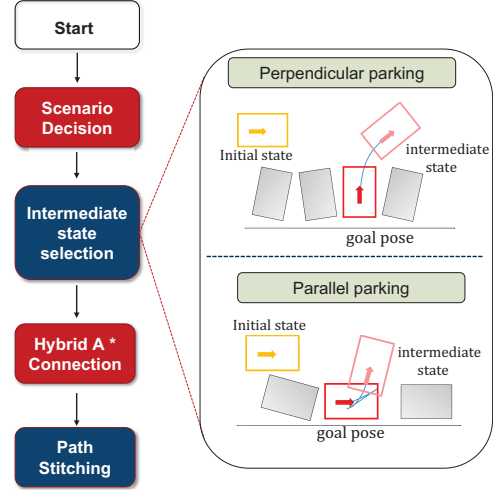 Start
Scenario
Decision
Intermediate
state
selection
Hybrid A *
Connection
Path
Stitching
Perpendicular parking
Initial state
intermediate
state
goal pose
Parallel parking
Initial state
intermediate
state
goal pose